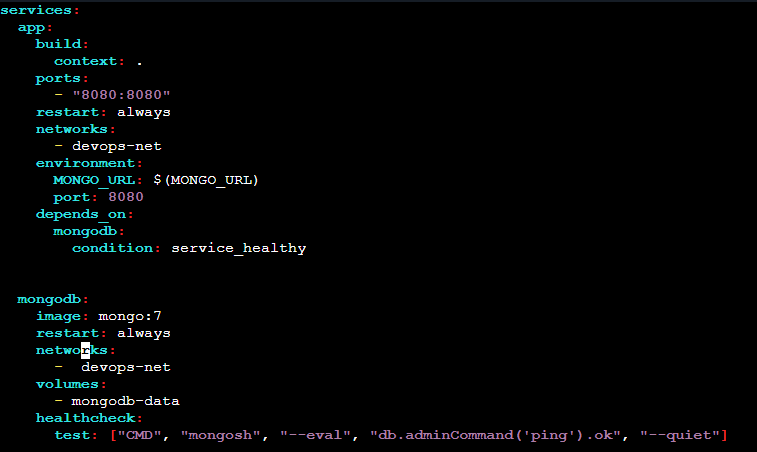 services:
  app:
    build:
      context: .
    ports:
      - "8080:8080"
    restart: always
    networks:
      - devops-net
    environment:
      MONGO_URL: $(MONGO_URL)
      port: 8080
    depends_on:
      mongodb:
        condition: service_healthy


  mongodb:
    image: mongo:7
    restart: always
    networks:
      -  devops-net
    volumes:
      - mongodb-data
    healthcheck:
      test: ["CMD", "mongosh", "--eval", "db.adminCommand('ping').ok", "--quiet"]